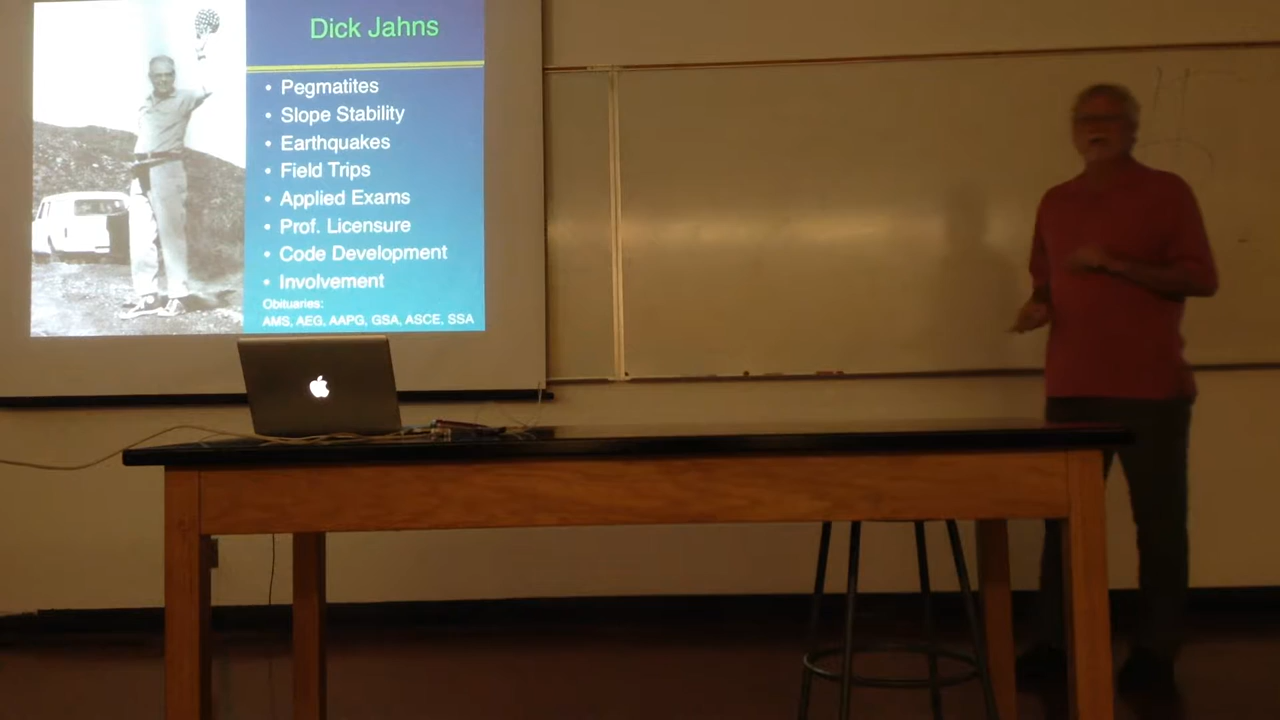 Dick Jahns
• Pegmatites
• Slope Stability
• Earthquakes
• Field Trips
• Applied Exams
• Prof. Licensure
• Code Development
• Involvement
Obituaries:
AMS, AEG, AAPG, GSA, ASCE, SSA